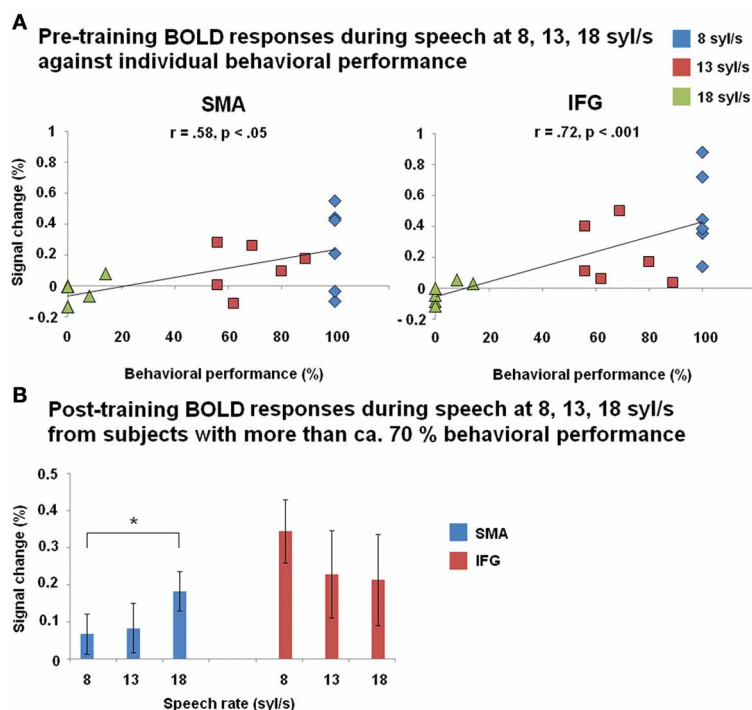 A
Pre-training BOLD responses during speech at 8, 13, 18 syl/s
against individual behavioral performance
8 syl/s
13 syl/s
18 syl/s
SMA
r = .58, p < .05
Signal change (%)
1
0.8
0.6
0.4
0.2
0
- 0.2
0 20 40 60 80 100
Behavioral performance (%)
IFG
r = .72, p < .001
Signal change (%)
1
0.8
0.6
0.4
0.2
0
- 0.2
0 20 40 60 80 100
Behavioral performance (%)
B
Post-training BOLD responses during speech at 8, 13, 18 syl/s
from subjects with more than ca. 70 % behavioral performance
Signal change (%)
0.5
0.4
0.3
0.2
0.1
0
*
8 13 18 8 13 18
Speech rate (syl/s)
SMA
IFG